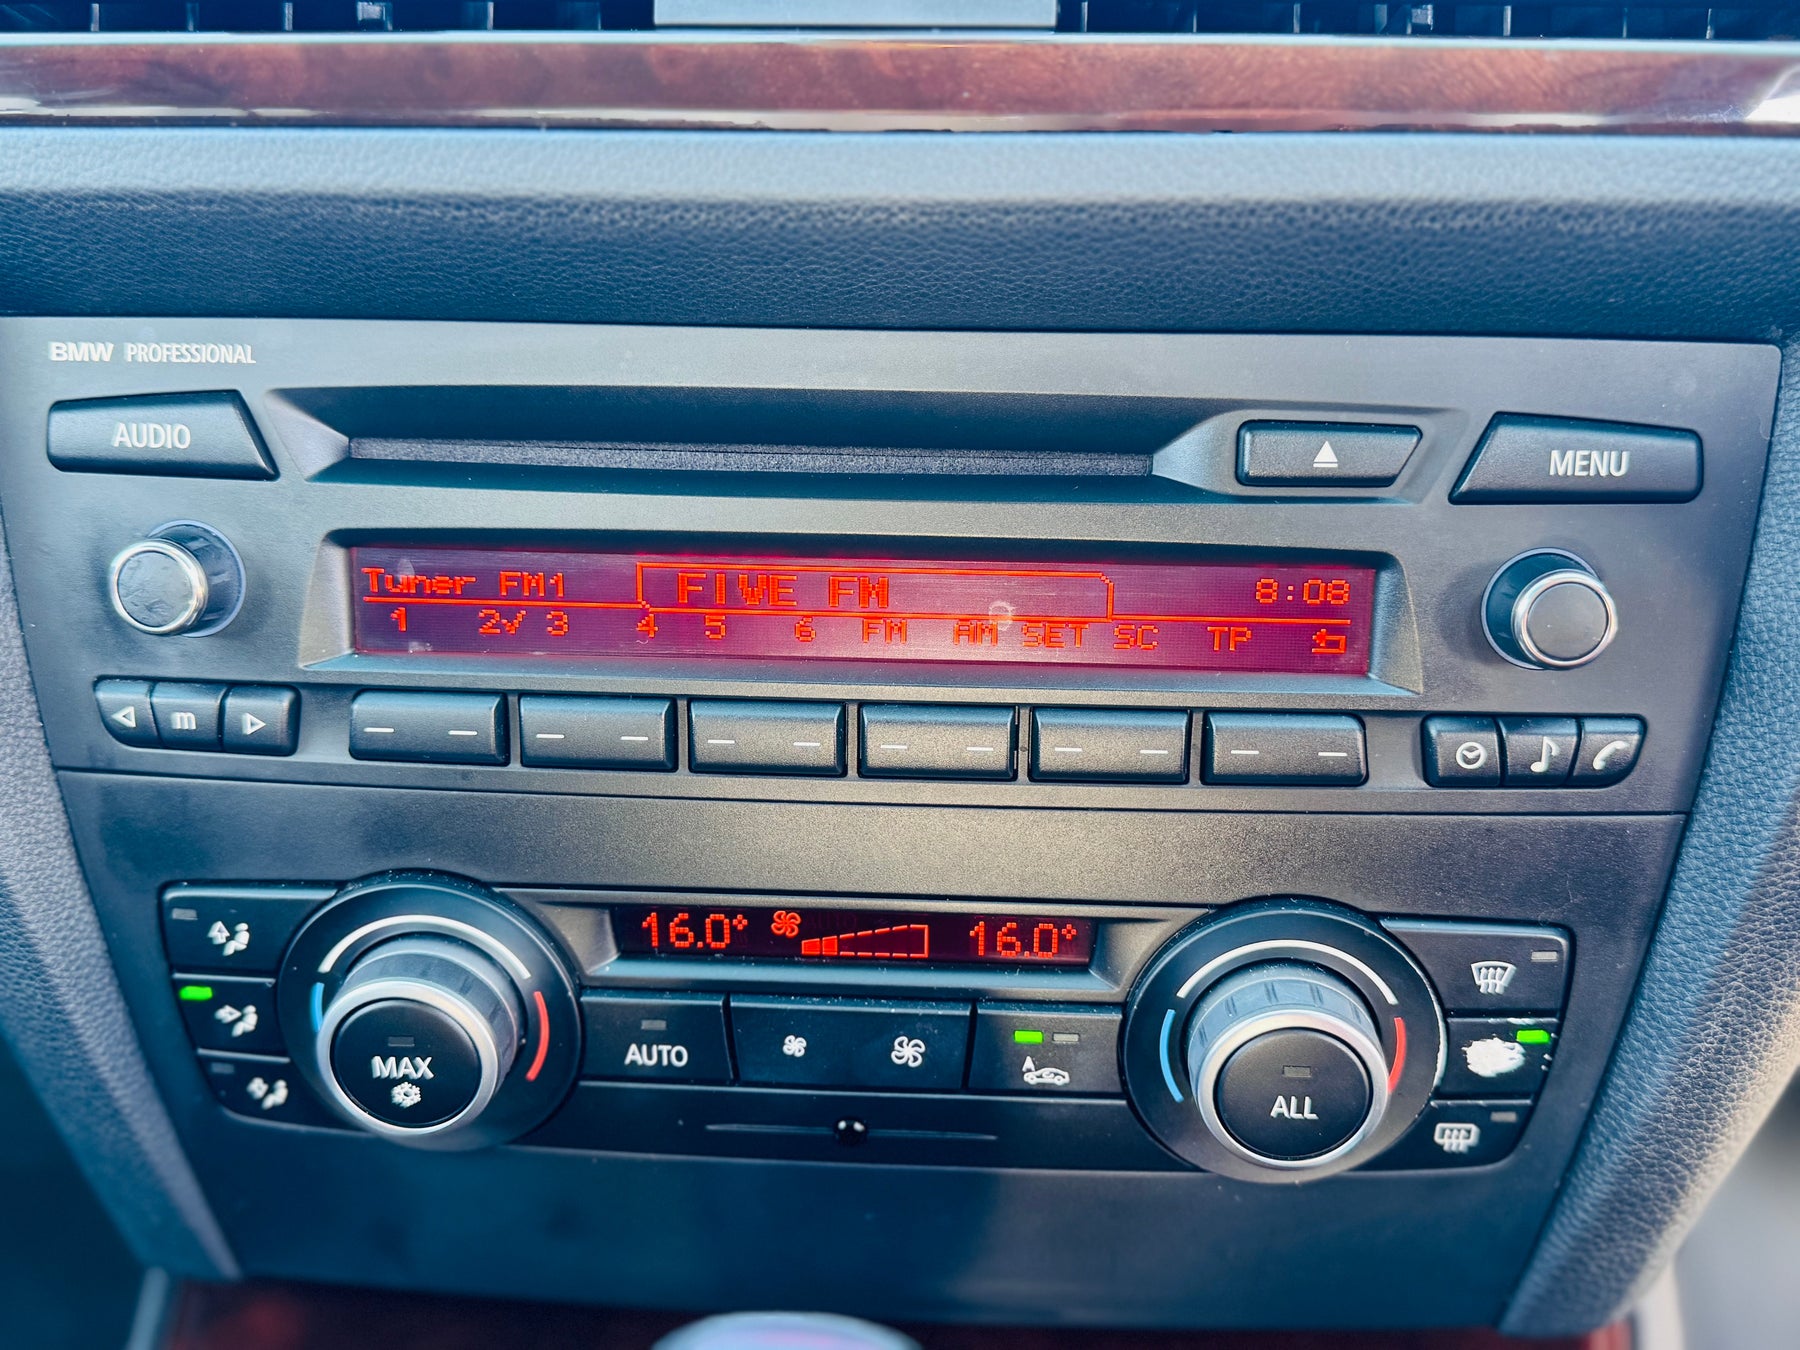 BMW PROFESSIONAL
AUDIO
MENU
Tuner FM1 FIVE FM 8:08
1 2✓ 3 4 5 6 FM AM SET SC TP
m
16.0° 16.0°
AUTO
A
MAX
ALL